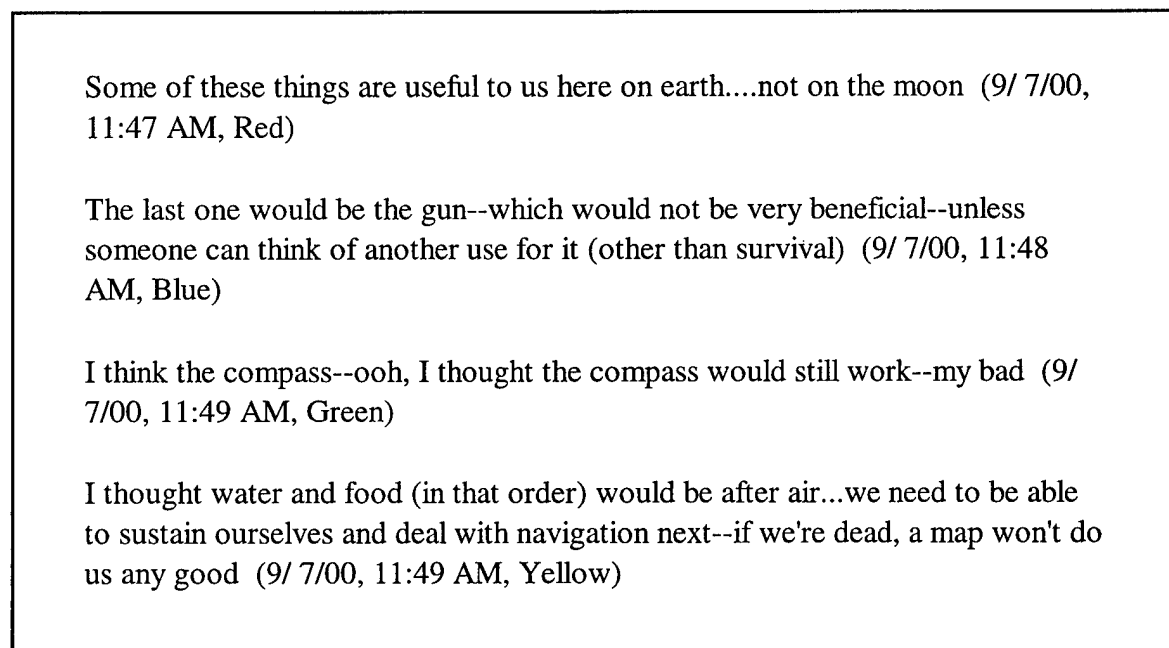 Some of these things are useful to us here on earth....not on the moon  (9/ 7/00,
11:47 AM, Red)
The last one would be the gun--which would not be very beneficial--unless
someone can think of another use for it (other than survival)  (9/ 7/00, 11:48
AM, Blue)
I think the compass--ooh, I thought the compass would still work--my bad  (9/
7/00, 11:49 AM, Green)
I thought water and food (in that order) would be after air...we need to be able
to sustain ourselves and deal with navigation next--if we're dead, a map won't do
us any good  (9/ 7/00, 11:49 AM, Yellow)